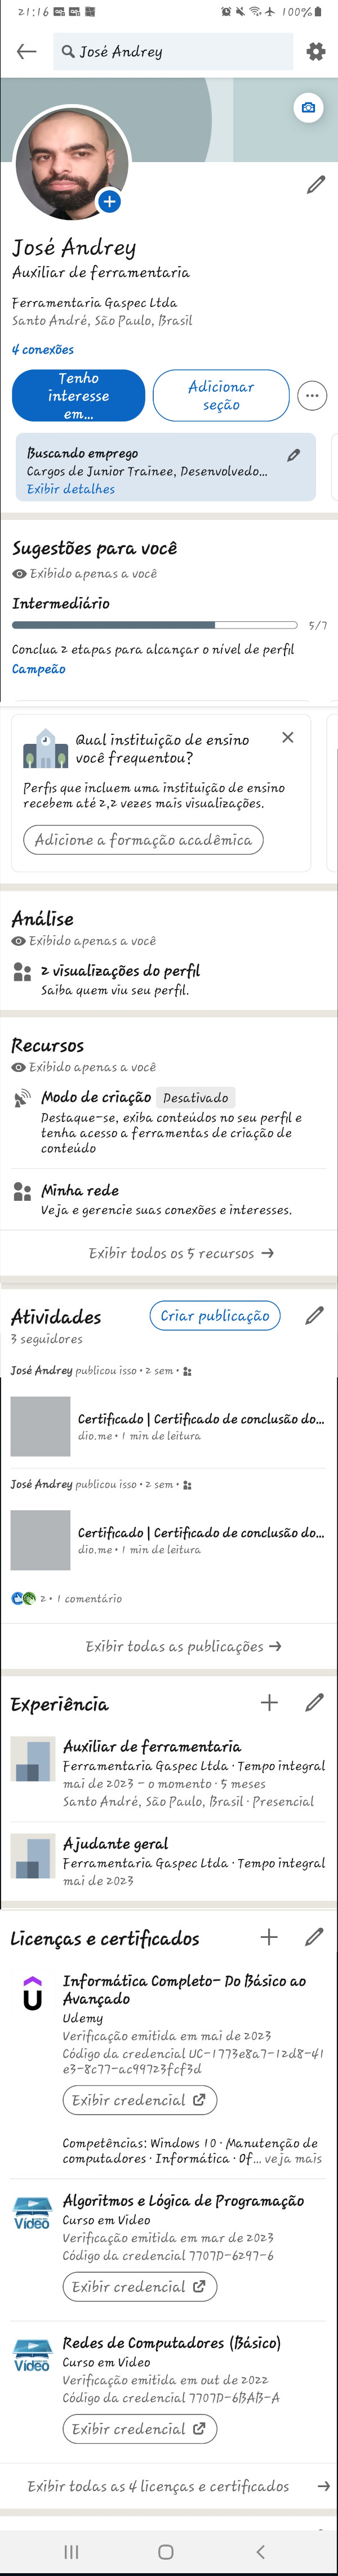 21:16 100%
José Andrey
José Andrey
Auxiliar de ferramentaria
Ferramentaria Gaspec Ltda
Santo André, São Paulo, Brasil
4 conexões
Tenho
interesse
em...
Adicionar
seção
Buscando emprego
Cargos de Junior Trainee, Desenvolvedo...
Exibir detalhes
Sugestões para você
Exibido apenas a você
Intermediário
5/7
Conclua 2 etapas para alcançar o nível de perfil
Campeão
Qual instituição de ensino
você frequentou?
Perfis que incluem uma instituição de ensino
recebem até 2,2 vezes mais visualizações.
Adicione a formação acadêmica
Análise
Exibido apenas a você
2 visualizações do perfil
Saiba quem viu seu perfil.
Recursos
Exibido apenas a você
Modo de criação Desativado
Destaque-se, exiba conteúdos no seu perfil e
tenha acesso a ferramentas de criação de
conteúdo
Minha rede
Veja e gerencie suas conexões e interesses.
Exibir todos os 5 recursos →
Atividades
Criar publicação
3 seguidores
José Andrey publicou isso • 2 sem •
Certificado | Certificado de conclusão do...
dio.me • 1 min de leitura
José Andrey publicou isso • 2 sem •
Certificado | Certificado de conclusão do...
dio.me • 1 min de leitura
2 • 1 comentário
Exibir todas as publicações →
Experiência
Auxiliar de ferramentaria
Ferramentaria Gaspec Ltda · Tempo integral
mai de 2023 - o momento · 5 meses
Santo André, São Paulo, Brasil · Presencial
Ajudante geral
Ferramentaria Gaspec Ltda · Tempo integral
mai de 2023
Licenças e certificados
Informática Completo- Do Básico ao
Avançado
Udemy
Verificação emitida em mai de 2023
Código da credencial UC-1773e8a7-12d8-41
e3-8c77-ac99723fcf3d
Exibir credencial
Competências: Windows 10 · Manutenção de
computadores · Informática · Of... veja mais
Vídeo
Algoritmos e Lógica de Programação
Curso em Vídeo
Verificação emitida em mar de 2023
Código da credencial 7707D-6297-6
Exibir credencial
Vídeo
Redes de Computadores (Básico)
Curso em Vídeo
Verificação emitida em out de 2022
Código da credencial 7707D-6BAB-A
Exibir credencial
Exibir todas as 4 licenças e certificados →